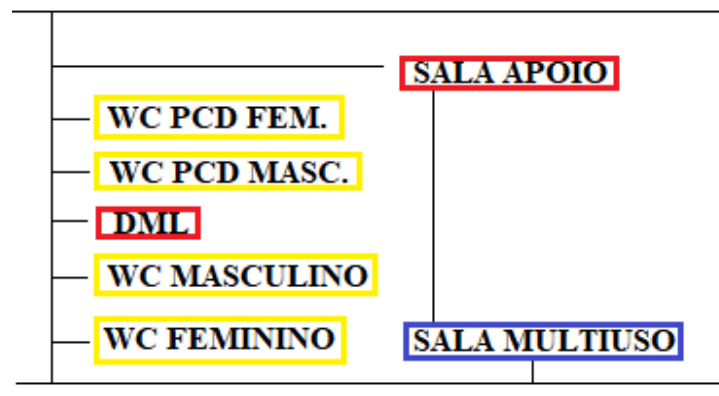 SALA APOIO
WC PCD FEM.
WC PCD MASC.
DML
WC MASCULINO
WC FEMININO
SALA MULTIUSO